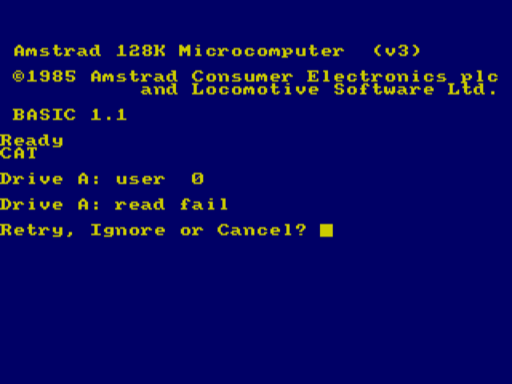 Amstrad 128K Microcomputer (v3)
©1985 Amstrad Consumer Electronics plc
and Locomotive Software Ltd.
BASIC 1.1
Ready
CAT
Drive A: user 0
Drive A: read fail
Retry, Ignore or Cancel?